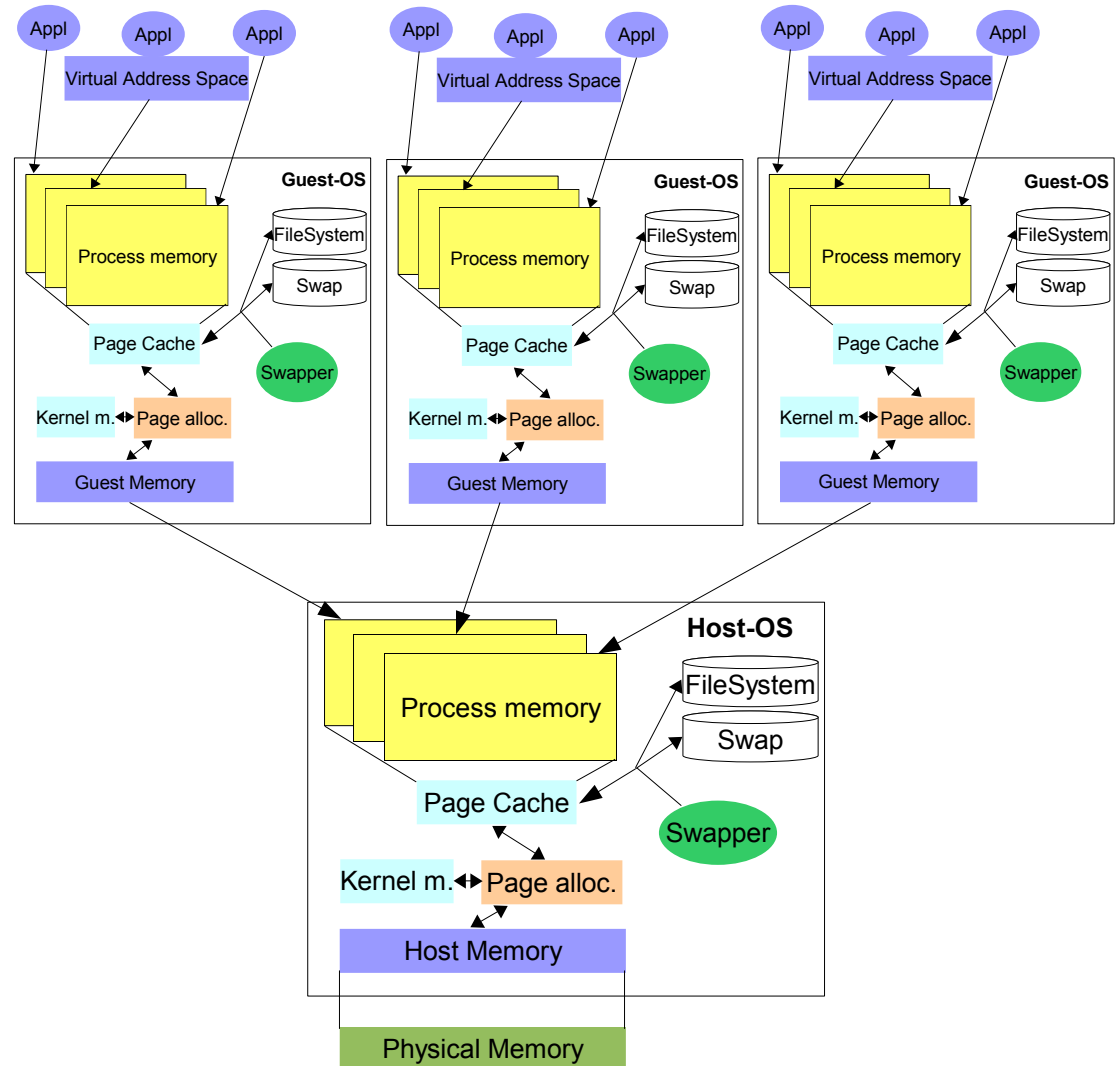 Appl
Appl
Appl
Virtual Address Space
Guest-OS
Process memory
FileSystem
Swap
Page Cache
Swapper
Kernel m.
Page alloc.
Guest Memory
Appl
Appl
Appl
Virtual Address Space
Guest-OS
Process memory
FileSystem
Swap
Page Cache
Swapper
Kernel m.
Page alloc.
Guest Memory
Appl
Appl
Appl
Virtual Address Space
Guest-OS
Process memory
FileSystem
Swap
Page Cache
Swapper
Kernel m.
Page alloc.
Guest Memory
Host-OS
Process memory
FileSystem
Swap
Page Cache
Swapper
Kernel m.
Page alloc.
Host Memory
Physical Memory